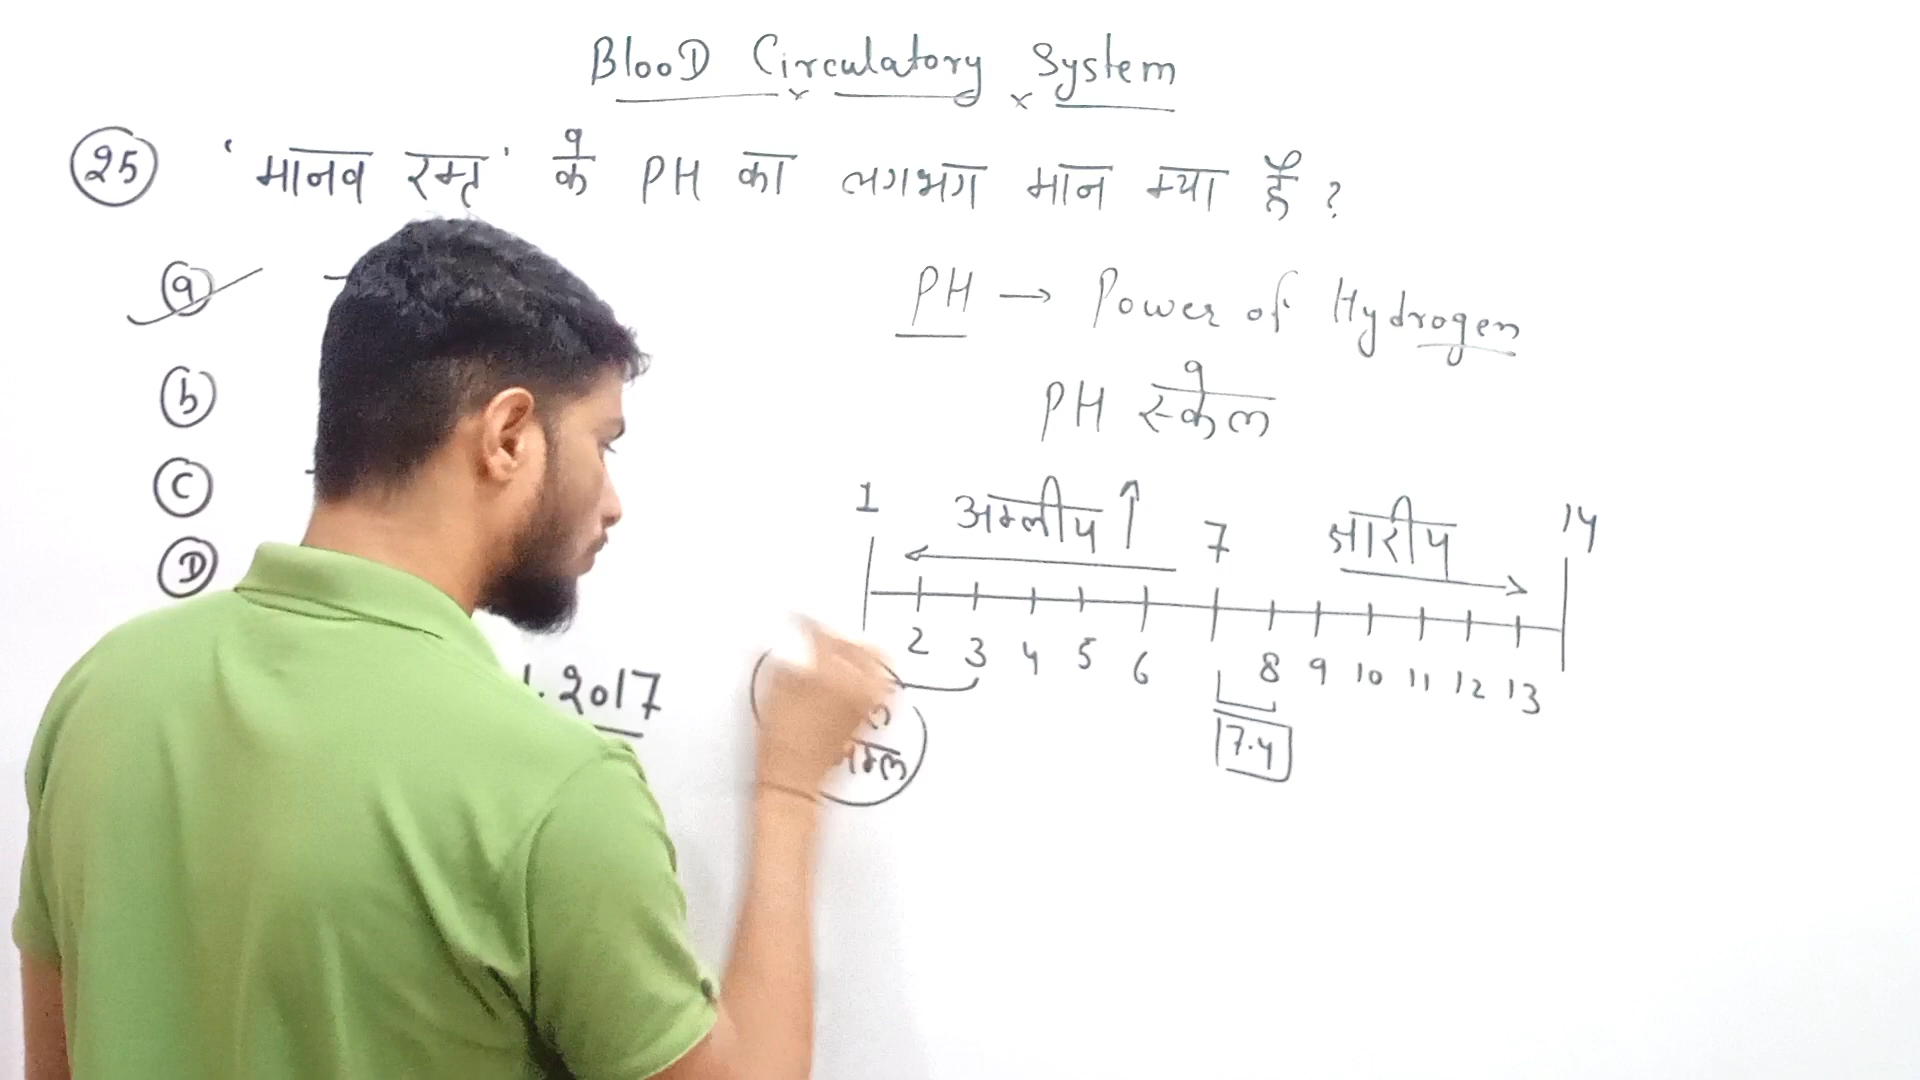 BlooD Circulatory System
25 'मानव रक्त' के PH का लगभग मान क्या है ?
a
b
C
D
2017
PH → Power of Hydrogen
PH स्केल
1 अम्लीय ↑ 7 क्षारीय 14
2 3 4 5 6 8 9 10 11 12 13
7.4